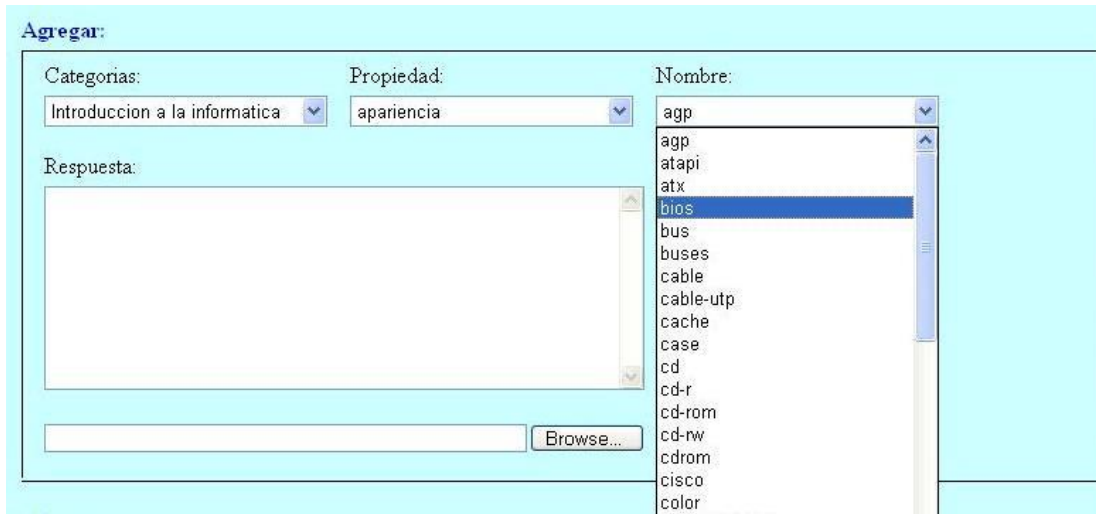 Agregar:
Categorias: Propiedad: Nombre:
Introduccion a la informatica apariencia agp
Respuesta:
agp
atapi
atx
bios
bus
buses
cable
cable-utp
cache
case
cd
cd-r
cd-rom
cd-rw
cdrom
cisco
color
Browse...